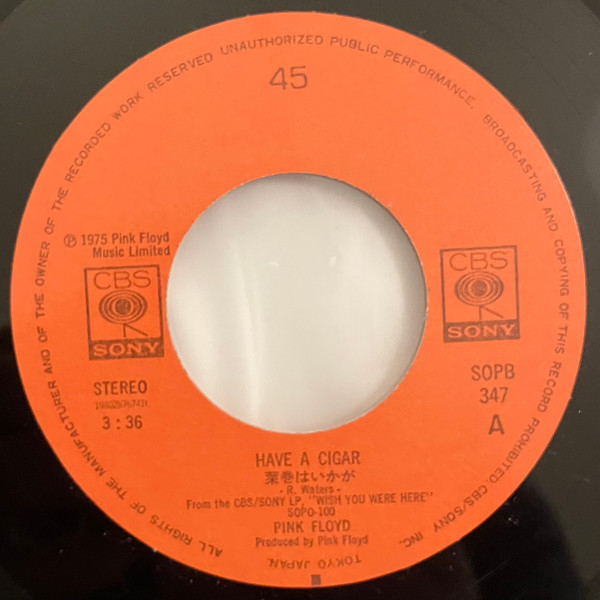 ALL RIGHTS OF THE MANUFACTURER AND OF THE OWNER OF THE RECORDED WORK RESERVED UNAUTHORIZED PUBLIC PERFORMANCE, BROADCASTING AND COPYING OF THIS RECORD PROHIBITED. CBS/SONY INC. TOKYO JAPAN.
45
℗ 1975 Pink Floyd
Music Limited
CBS
SONY
CBS
SONY
STEREO
3:36
SOPB
347
A
HAVE A CIGAR
葉巻はいかが
- R. Waters -
From the CBS/SONY LP, "WISH YOU WERE HERE"
SOPO-100
PINK FLOYD
Produced by Pink Floyd